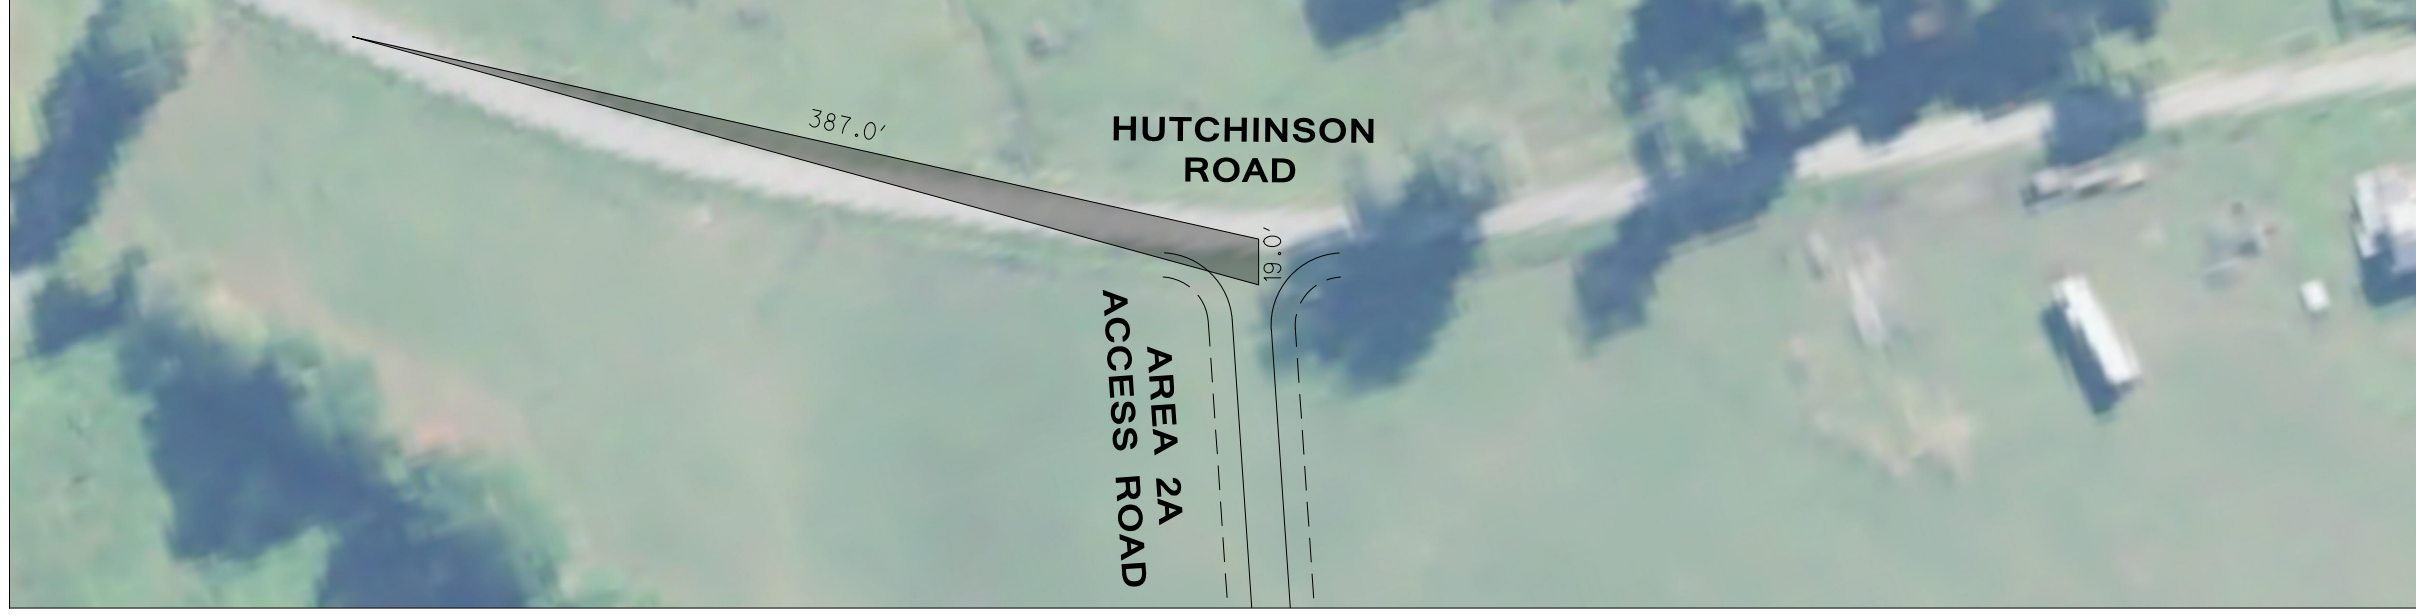 387.0'
HUTCHINSON
ROAD
19.0'
AREA 2A
ACCESS ROAD